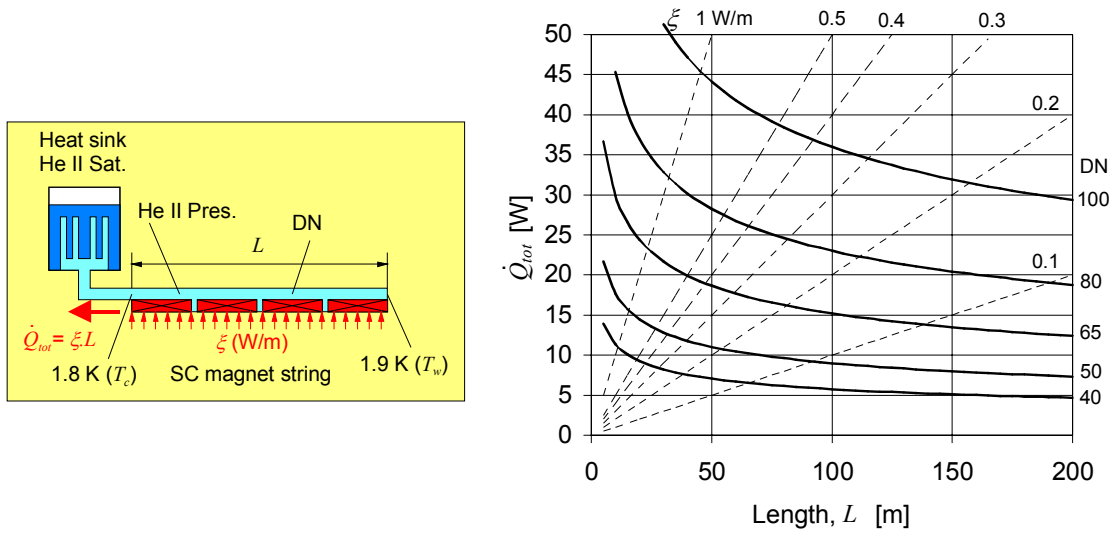 Heat sink
He II Sat.
He II Pres.
DN
L
Q̇tot = ξ.L
ξ (W/m)
1.8 K (Tc)
SC magnet string
1.9 K (Tw)
ξ
1 W/m
0.5
0.4
0.3
0.2
0.1
DN
100
80
65
50
40
Q̇tot [W]
50
45
40
35
30
25
20
15
10
5
0
0
50
100
150
200
Length, L [m]